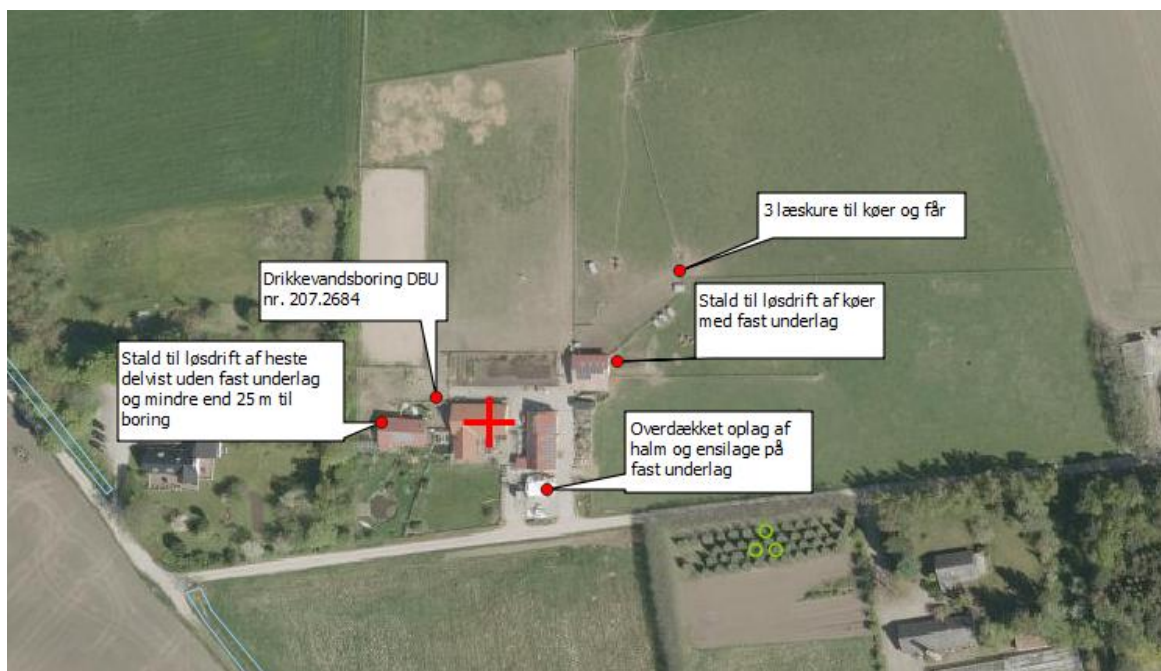 3 læskure til køer og får
Drikkevandsboring DBU
nr. 207.2684
Stald til løsdrift af køer
med fast underlag
Stald til løsdrift af heste
delvist uden fast underlag
og mindre end 25 m til
boring
Overdækket oplag af
halm og ensilage på
fast underlag